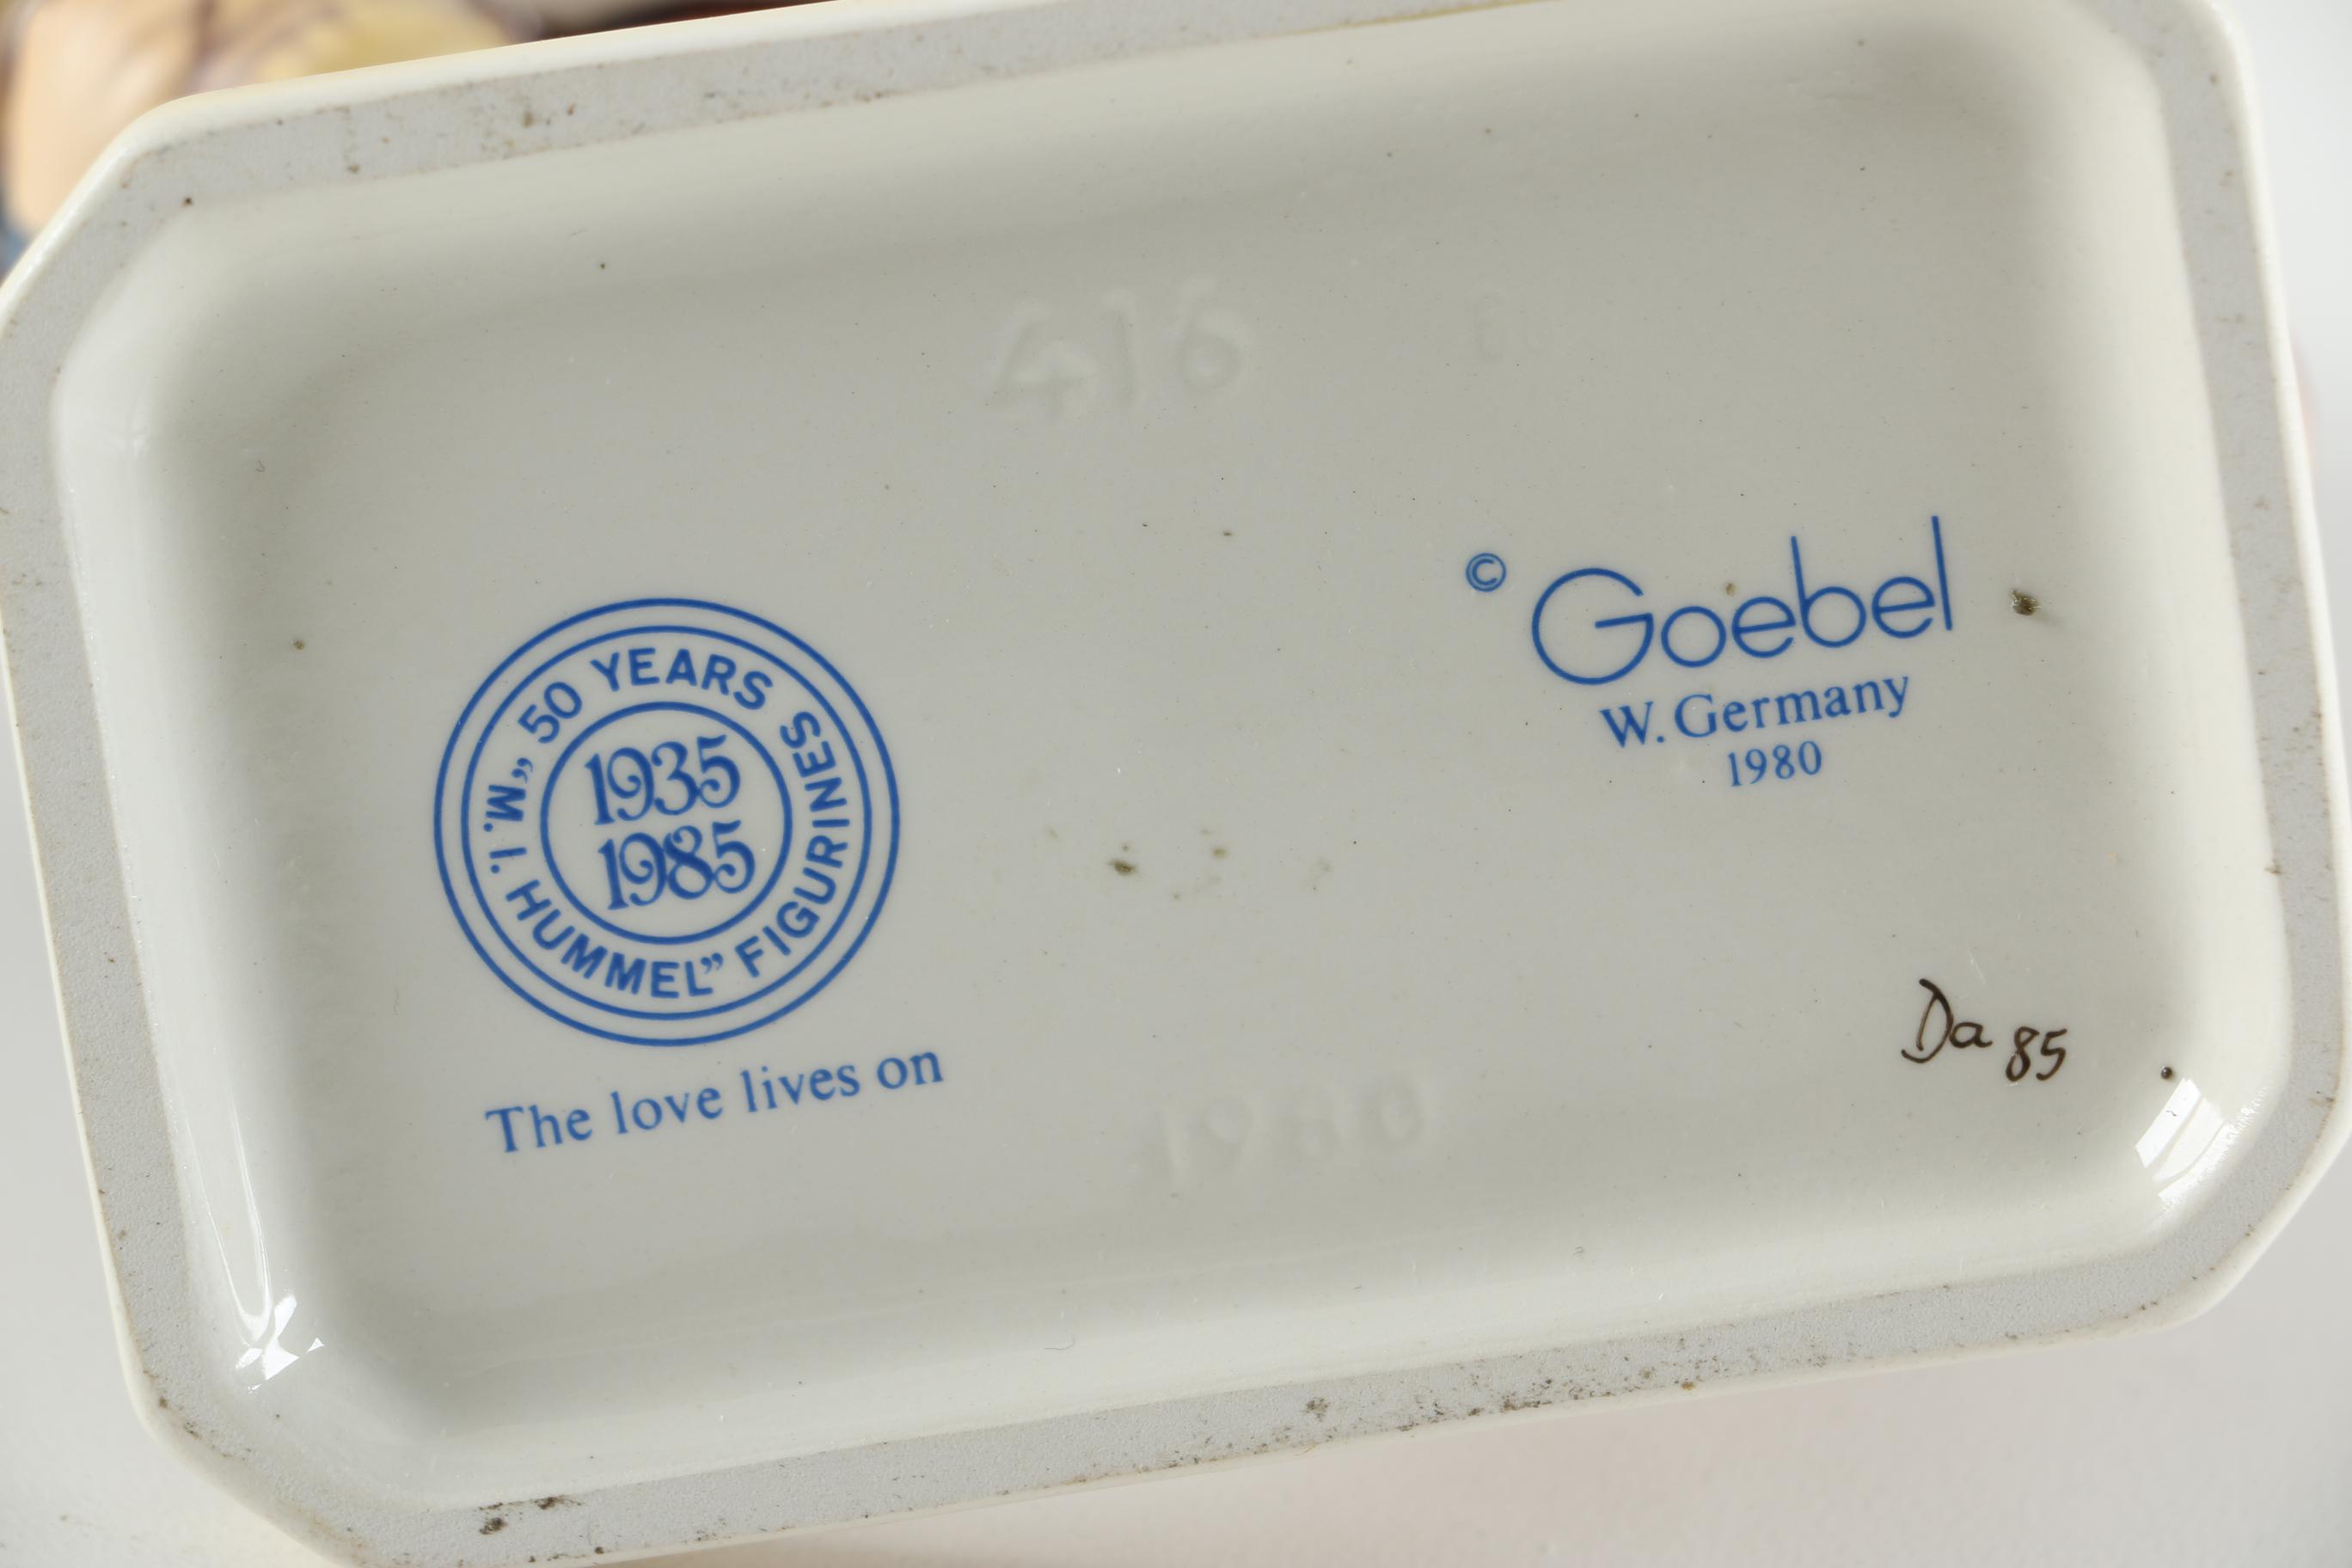 416
© Goebel
W. Germany
1980
"M. I. HUMMEL" FIGURINES
50 YEARS
1935
1985
The love lives on
Da 85
1980